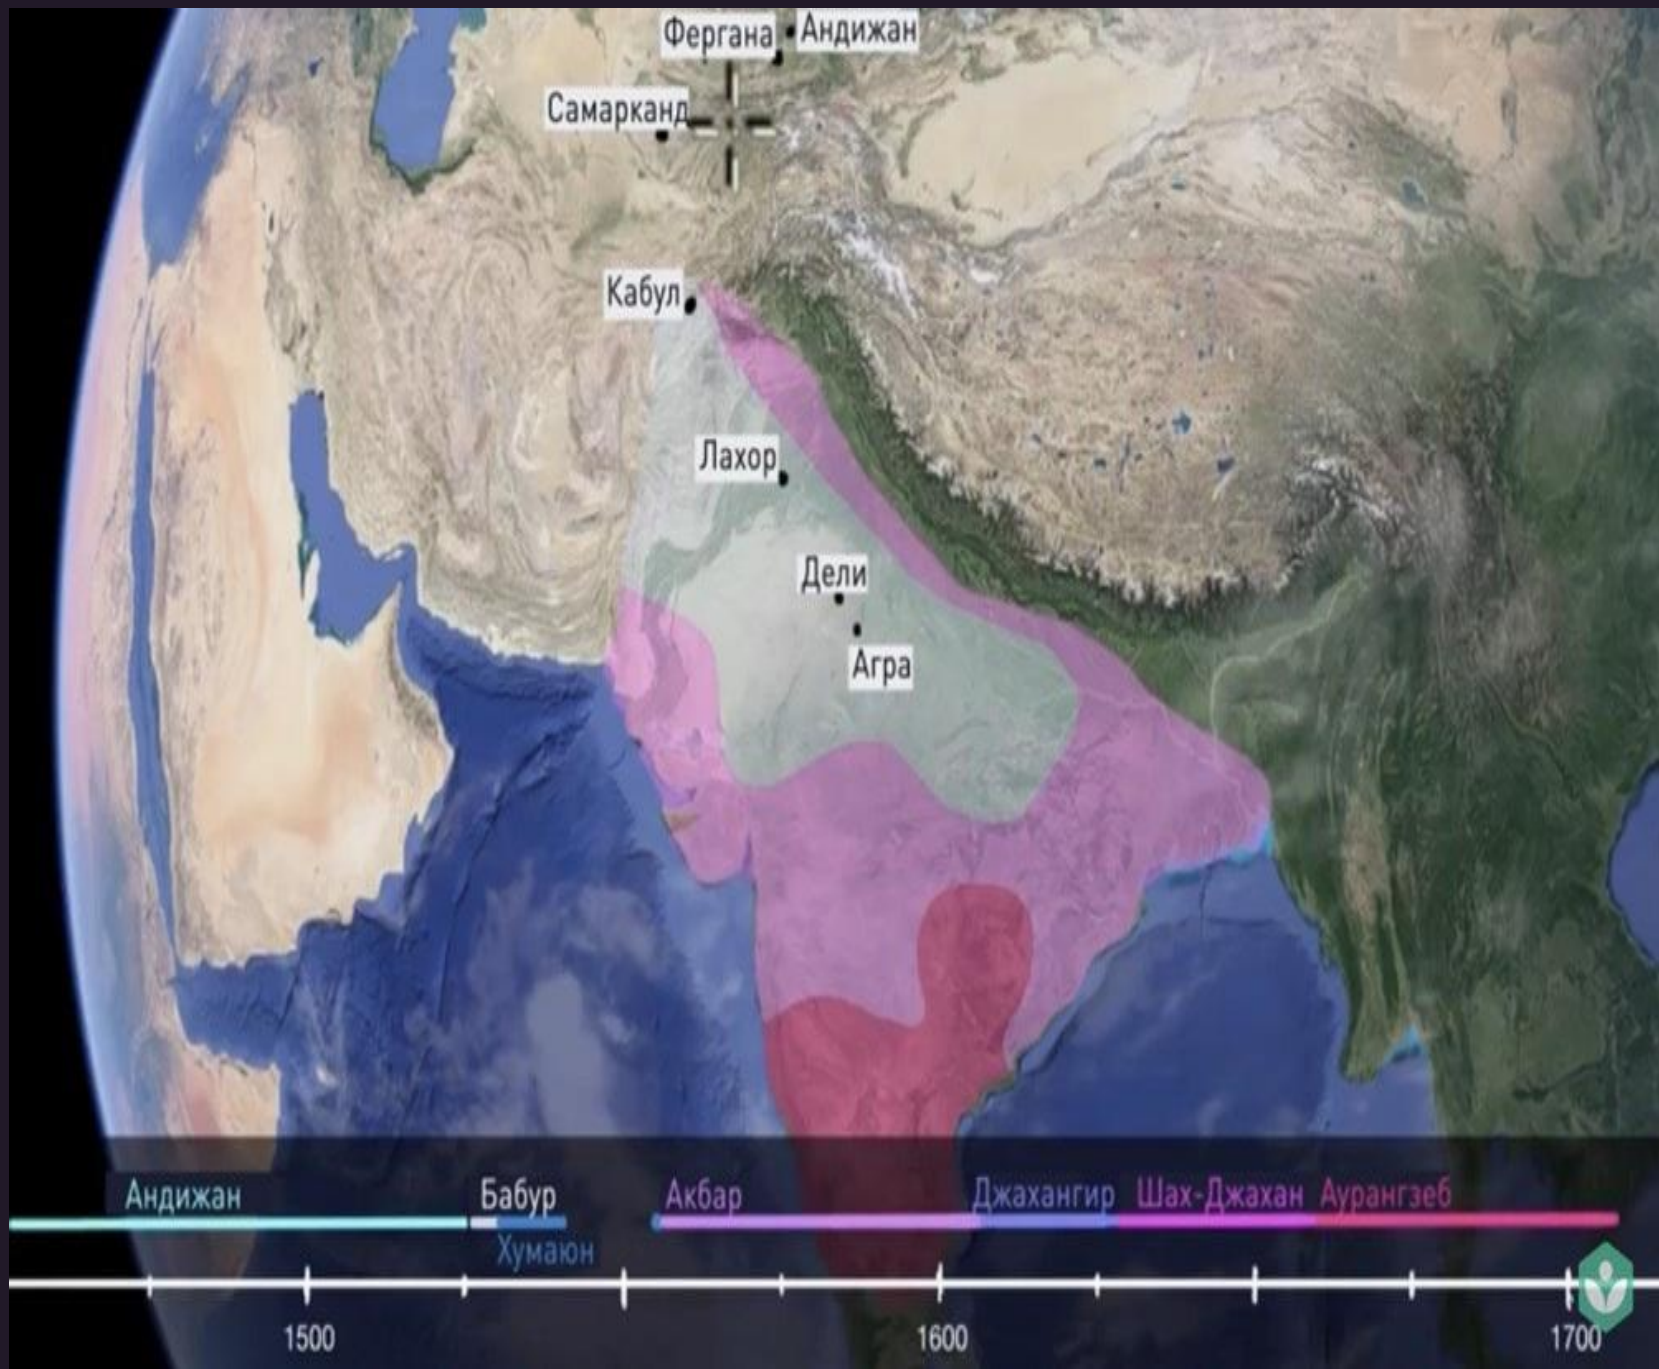 Фергана
Андижан
Самарканд
Кабул
Лахор
Дели
Агра
Андижан
Бабур
Акбар
Джахангир
Шах-Джахан
Аурангзеб
Хумаюн
1500
1600
1700